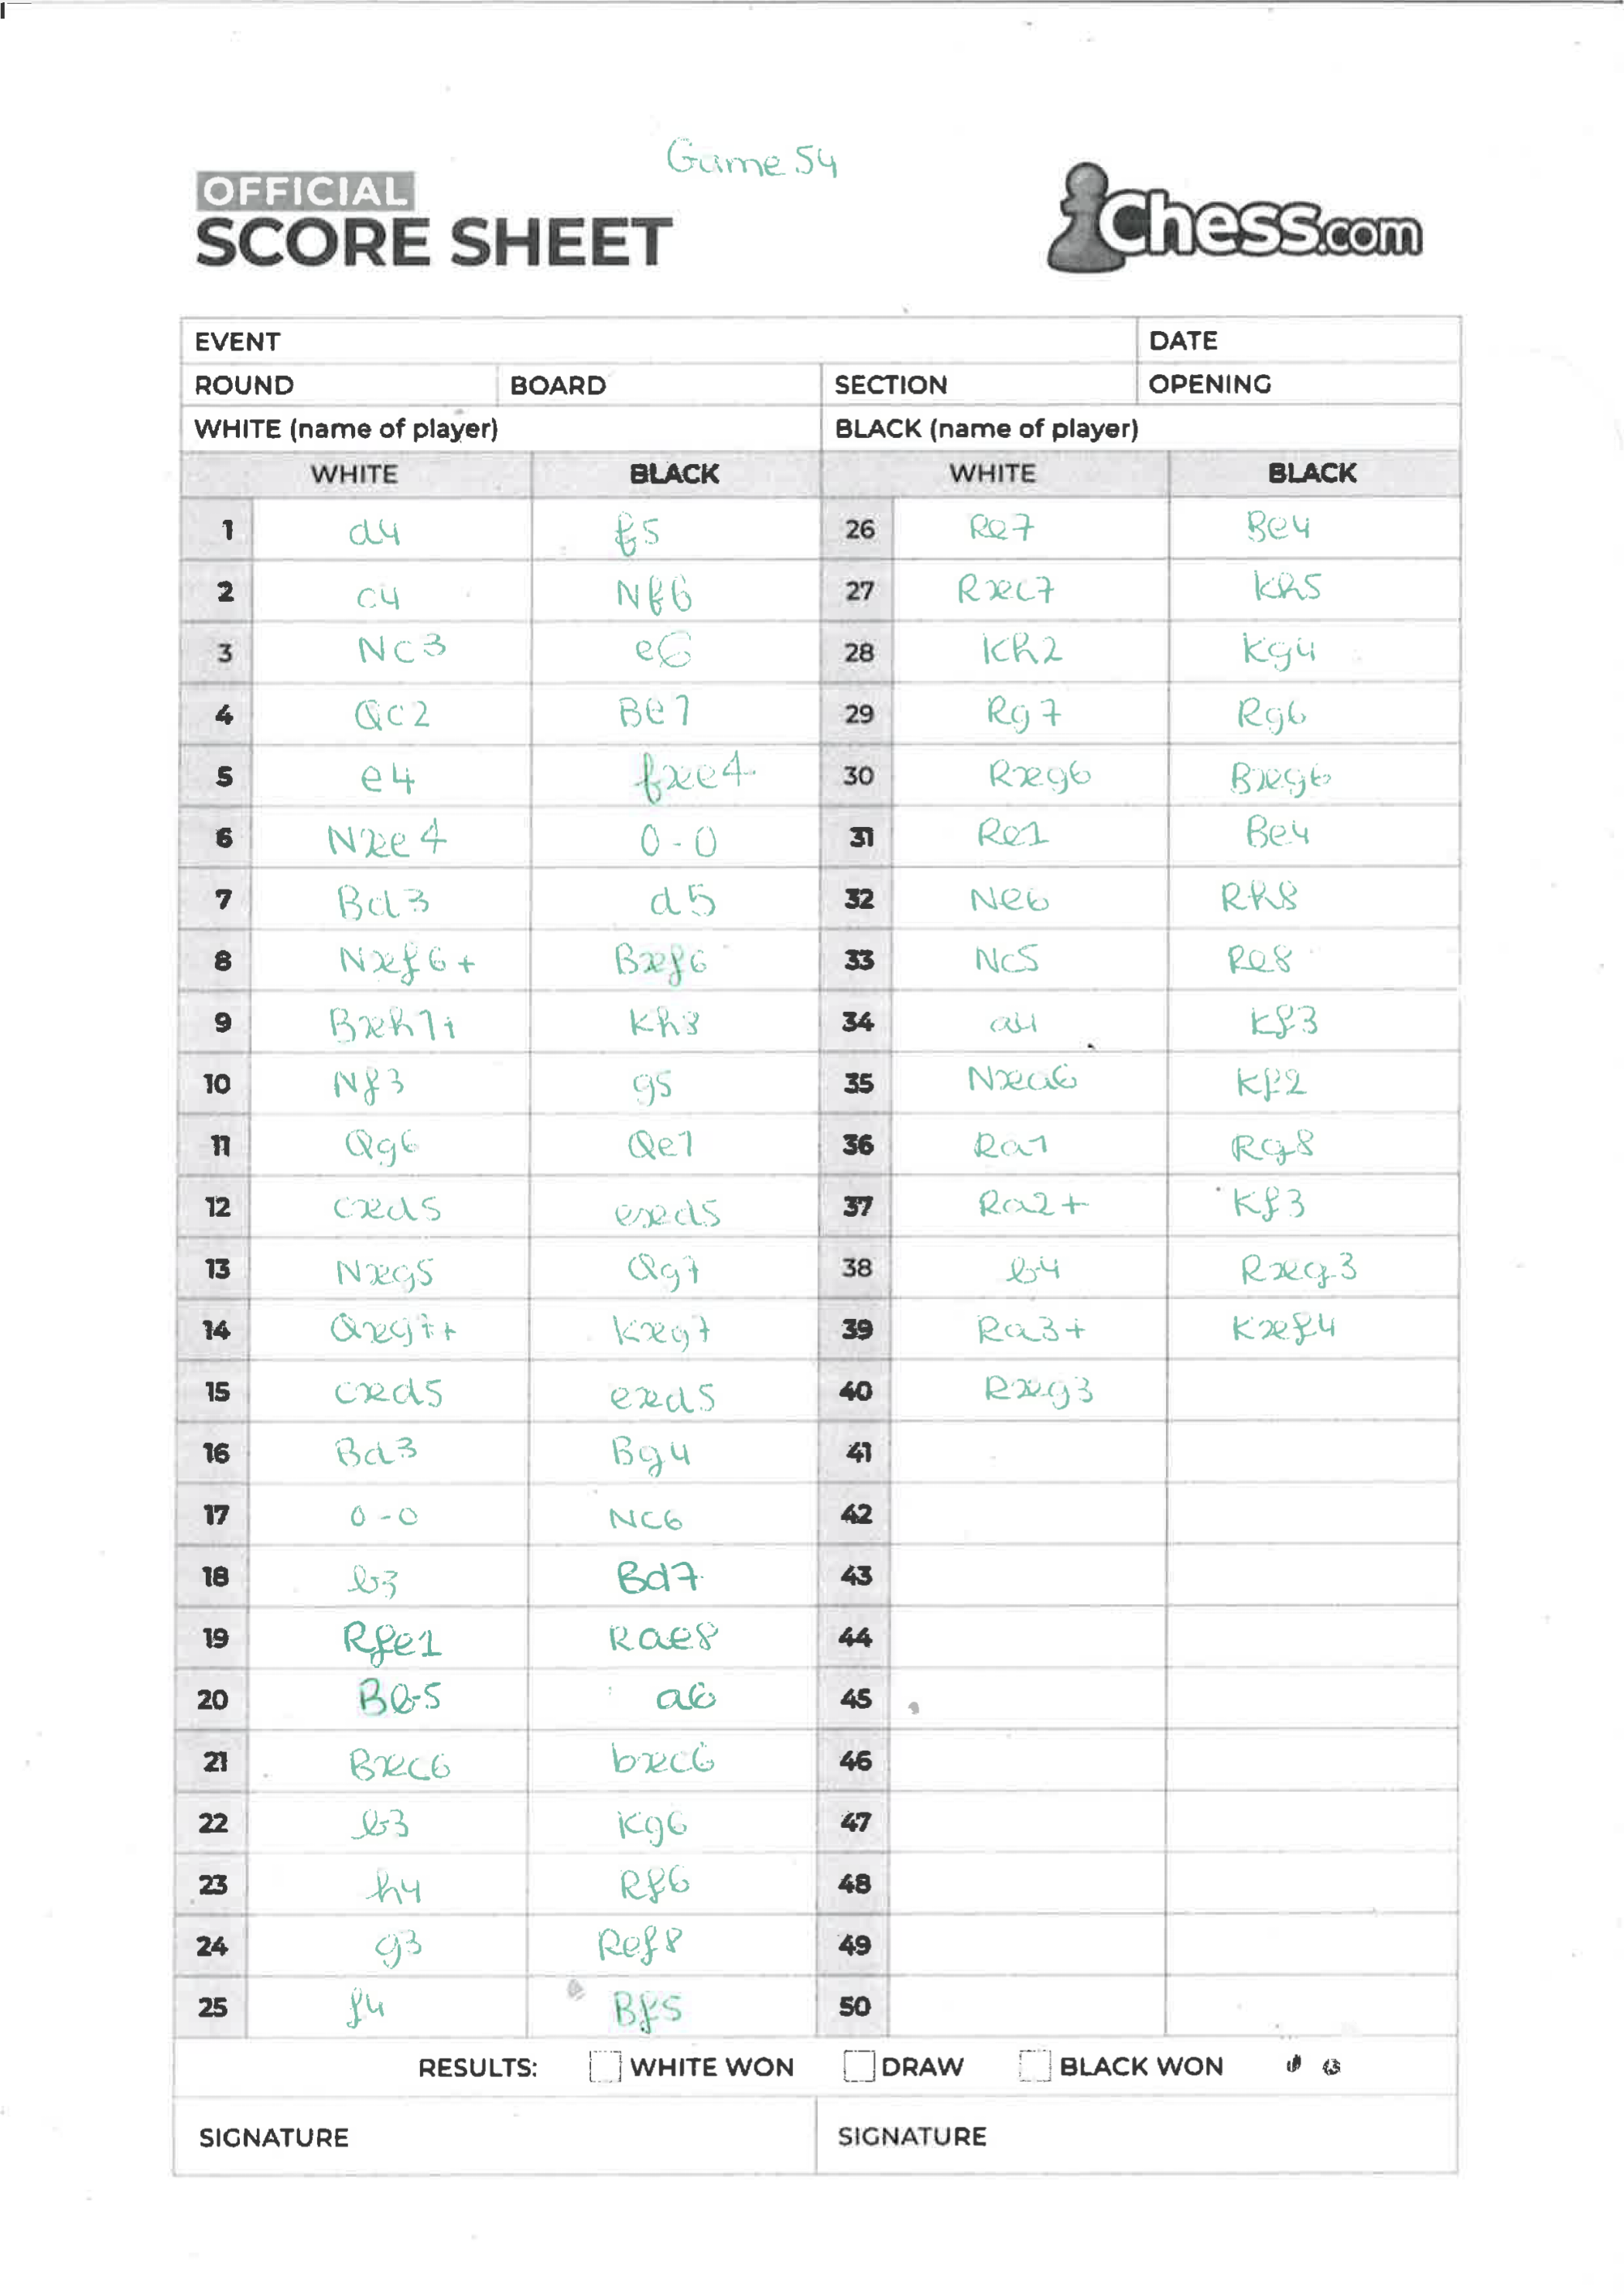 Game 54
OFFICIAL
SCORE SHEET
Chess.com
EVENT DATE
ROUND BOARD SECTION OPENING
WHITE (name of player) BLACK (name of player)
WHITE BLACK WHITE BLACK
1 d4 f5 26 Re7 Be4
2 c4 Nf6 27 Rxc7 Kh5
3 Nc3 e6 28 Kh2 Kg4
4 Qc2 Be7 29 Rg7 Rg6
5 e4 fxe4 30 Rxg6 Bxg6
6 Nxe4 0-0 31 Re1 Be4
7 Bd3 d5 32 Ne6 Rh8
8 Nxf6+ Bxf6 33 Nc5 Re8
9 Bxh7+ Kh8 34 a4 Kf3
10 Nf3 g5 35 Nxa6 Kf2
11 Qg6 Qe7 36 Ra1 Rg8
12 cxd5 exd5 37 Ra2+ Kf3
13 Nxg5 Qg7 38 b4 Rxg3
14 Qxg7+ Kxg7 39 Ra3+ Kxf4
15 cxd5 exd5 40 Rxg3
16 Bd3 Bg4 41
17 0-0 Nc6 42
18 b3 Bd7 43
19 Rfe1 Rae8 44
20 Bb5 a6 45
21 Bxc6 bxc6 46
22 b3 Kg6 47
23 h4 Rf6 48
24 g3 Ref8 49
25 f4 Bf5 50
RESULTS: WHITE WON DRAW BLACK WON
SIGNATURE SIGNATURE